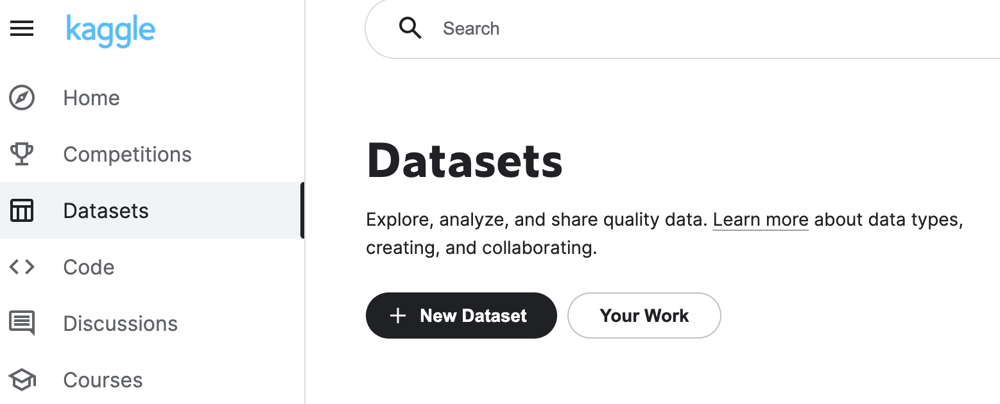 kaggle
Search
Home
Competitions
Datasets
Code
Discussions
Courses
Datasets
Explore, analyze, and share quality data. Learn more about data types,
creating, and collaborating.
New Dataset
Your Work